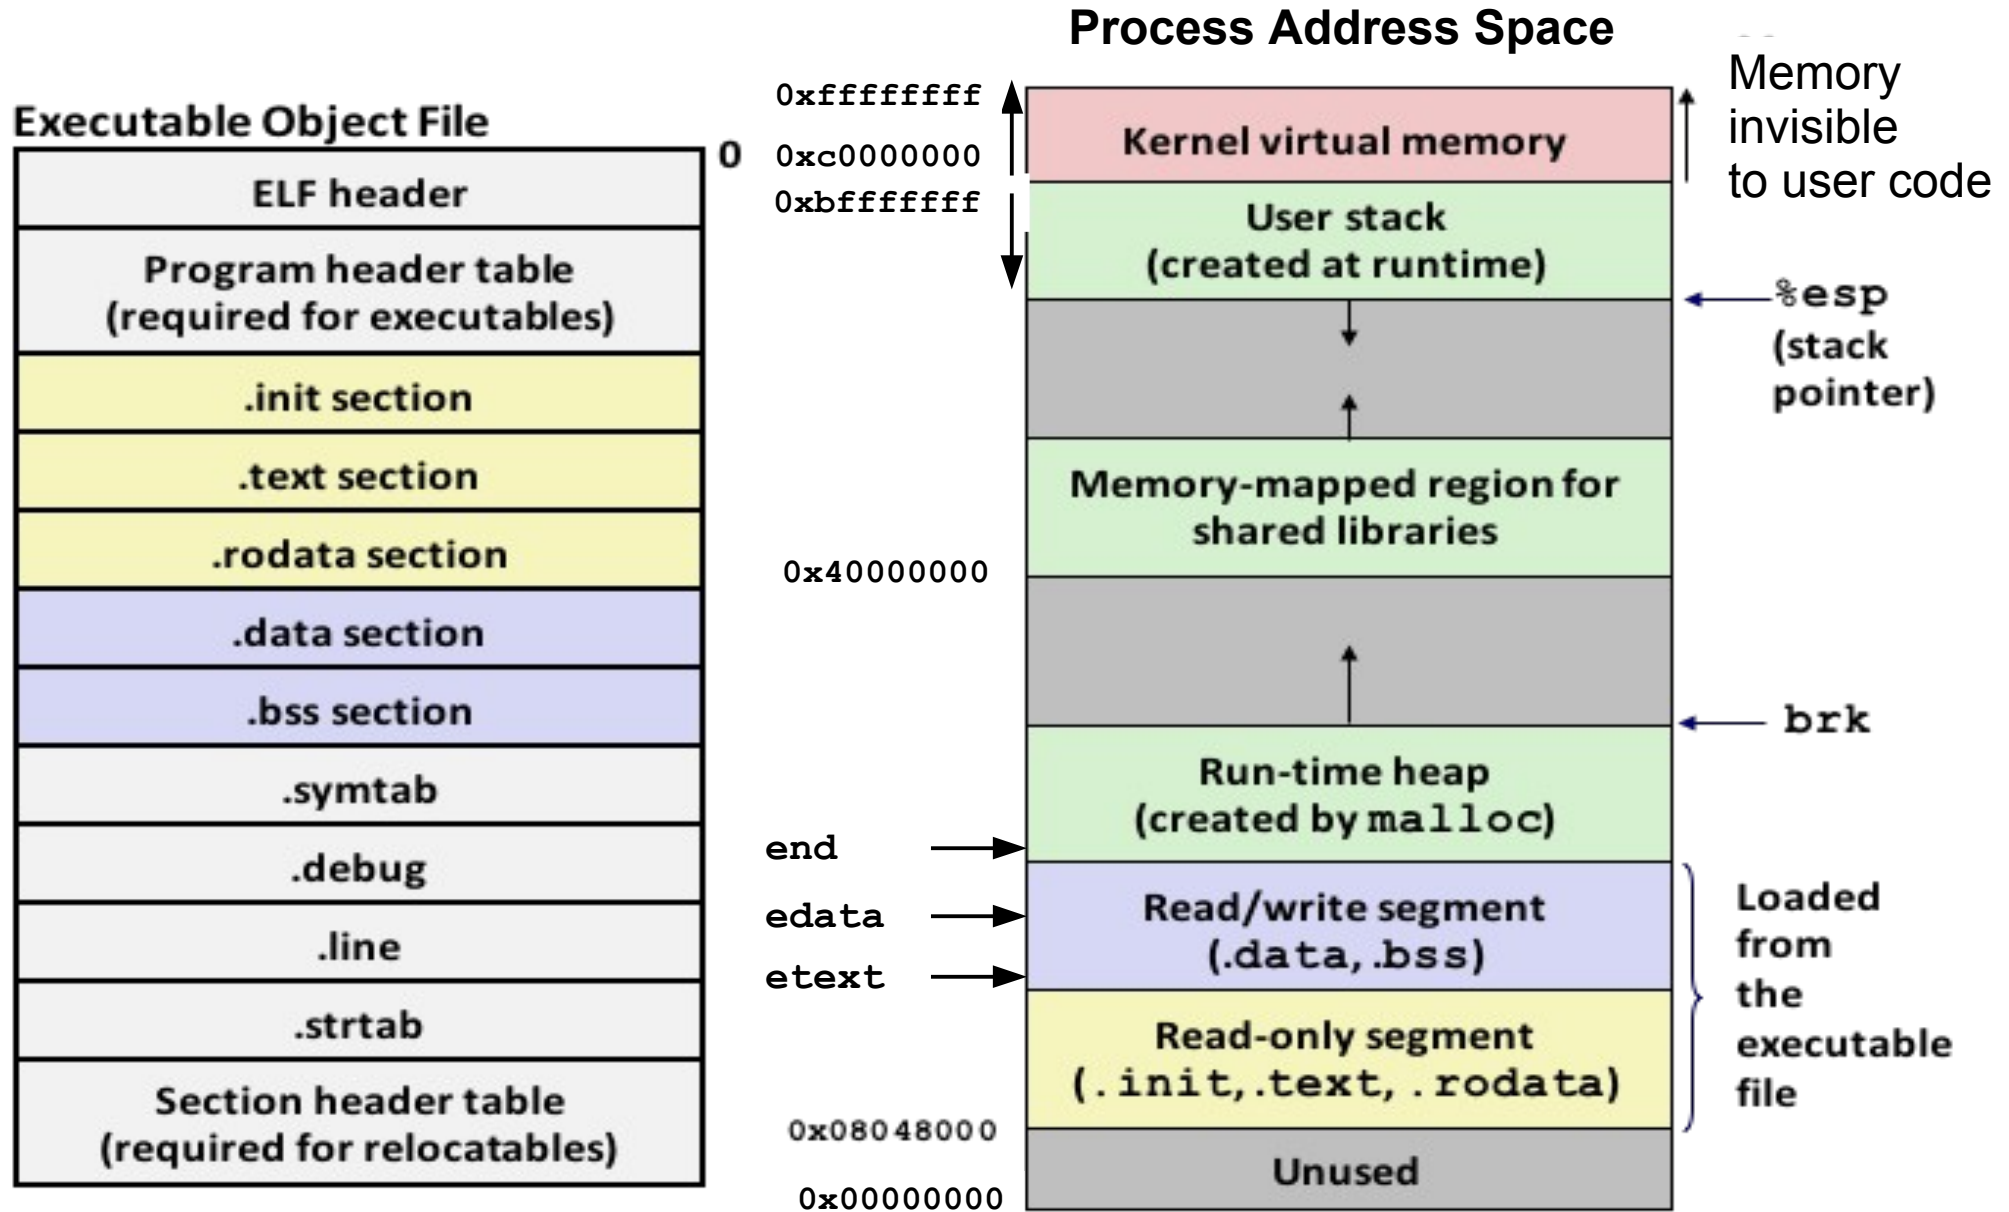 Process Address Space
Executable Object File
0
ELF header
Program header table
(required for executables)
.init section
.text section
.rodata section
.data section
.bss section
.symtab
.debug
.line
.strtab
Section header table
(required for relocatables)
0xffffffff
0xc0000000
0xbfffffff
0x40000000
end
edata
etext
0x08048000
0x00000000
Kernel virtual memory
User stack
(created at runtime)
Memory-mapped region for
shared libraries
Run-time heap
(created by malloc)
Read/write segment
(.data, .bss)
Read-only segment
(.init, .text, .rodata)
Unused
Memory
invisible
to user code
%esp
(stack
pointer)
brk
Loaded
from
the
executable
file